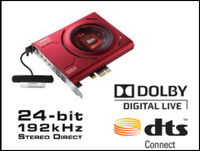 24-bit
192kHz
STEREO DIRECT
DOLBY
DIGITAL LIVE
dts
Connect